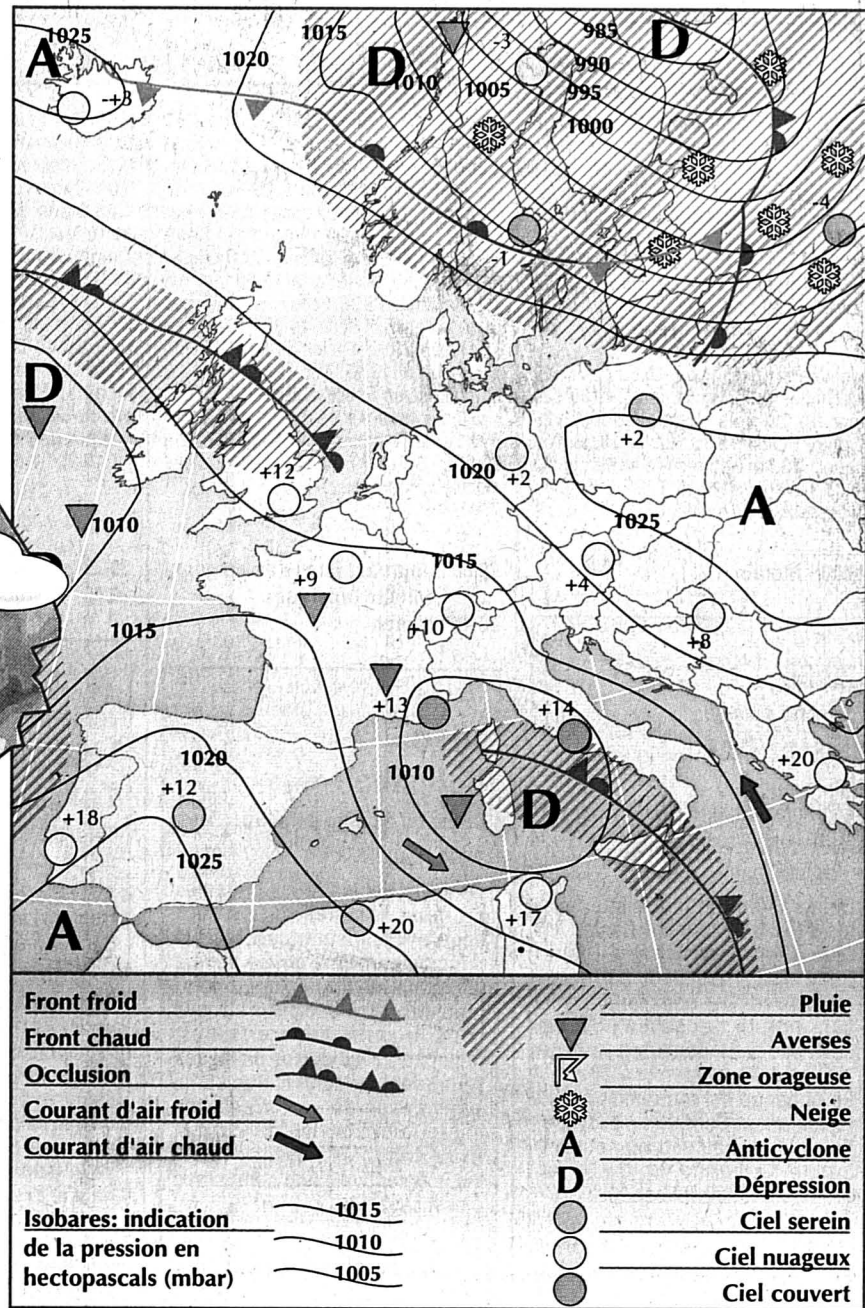 1025
1015
985
A
1020
D
-3
D
990
1010
1005
995
-+3
1000
-4
-1
D
+2
+12
1020
+2
A
1010
1025
1015
+9
+4
1015
+10
+8
+13
+14
1020
1010
+20
+12
D
+18
1025
A
+20
+17
Front froid
Front chaud
Occlusion
Courant d'air froid
Courant d'air chaud
Isobares: indication
de la pression en
hectopascals (mbar)
1015
1010
1005
Pluie
Averses
Zone orageuse
Neige
A Anticyclone
D Dépression
Ciel serein
Ciel nuageux
Ciel couvert